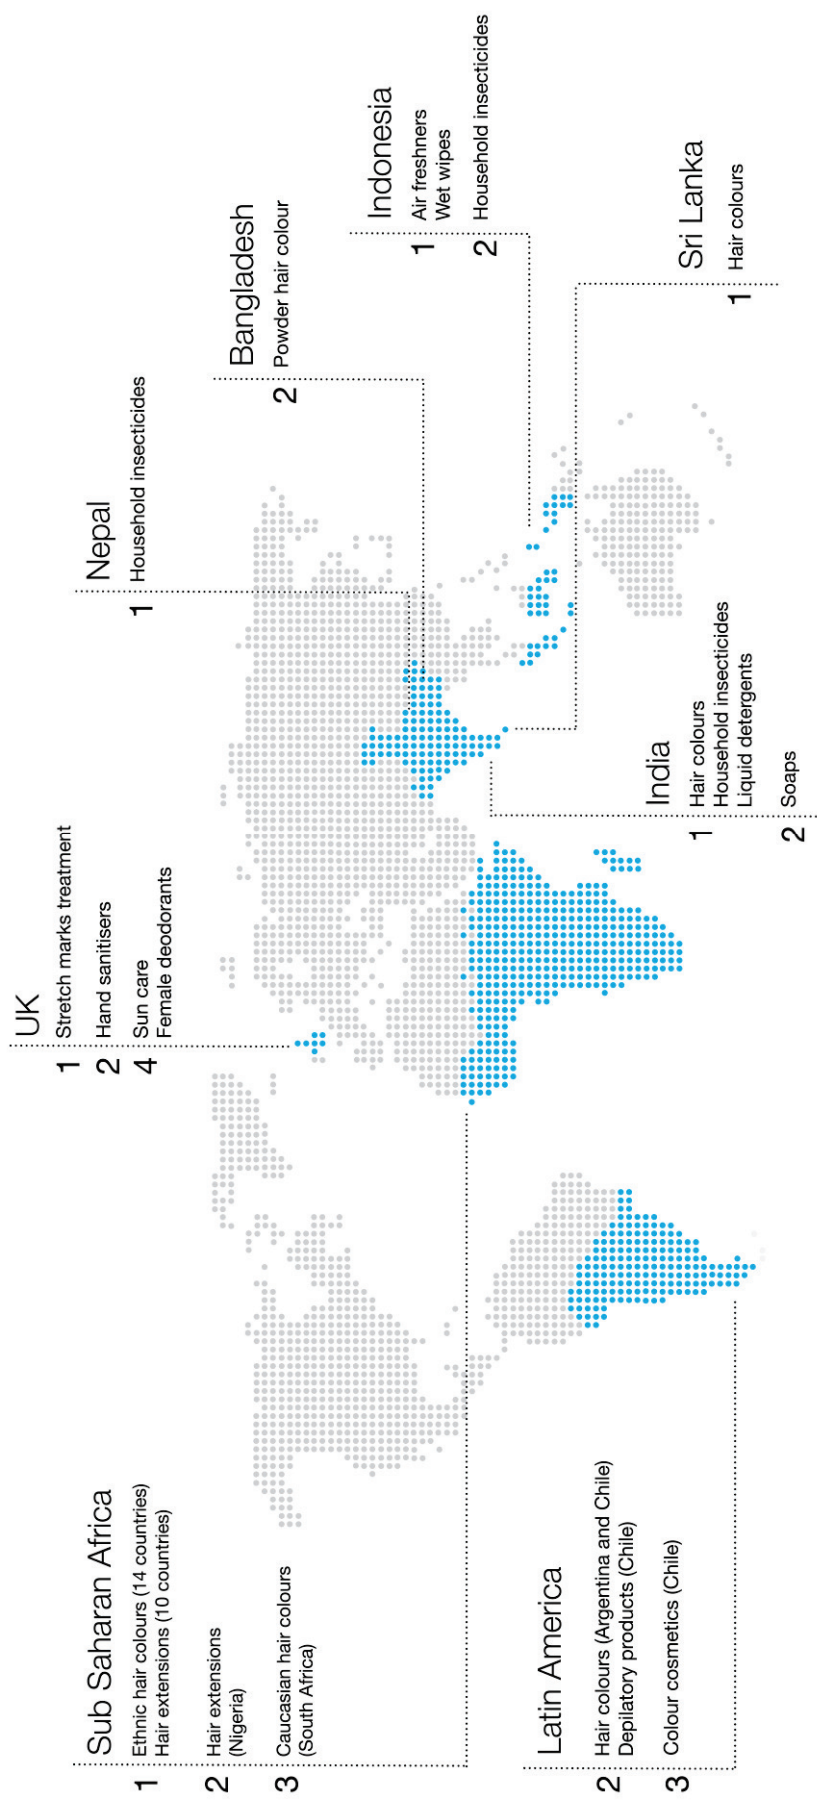 Sub Saharan Africa
1 Ethnic hair colours (14 countries)
Hair extensions (10 countries)
2 Hair extensions
(Nigeria)
3 Caucasian hair colours
(South Africa)
Latin America
2 Hair colours (Argentina and Chile)
Depilatory products (Chile)
3 Colour cosmetics (Chile)
UK
1 Stretch marks treatment
2 Hand sanitisers
4 Sun care
Female deodorants
Nepal
1 Household insecticides
Bangladesh
2 Powder hair colour
Indonesia
1 Air freshners
Wet wipes
2 Household insecticides
India
1 Hair colours
Household insecticides
Liquid detergents
2 Soaps
Sri Lanka
1 Hair colours